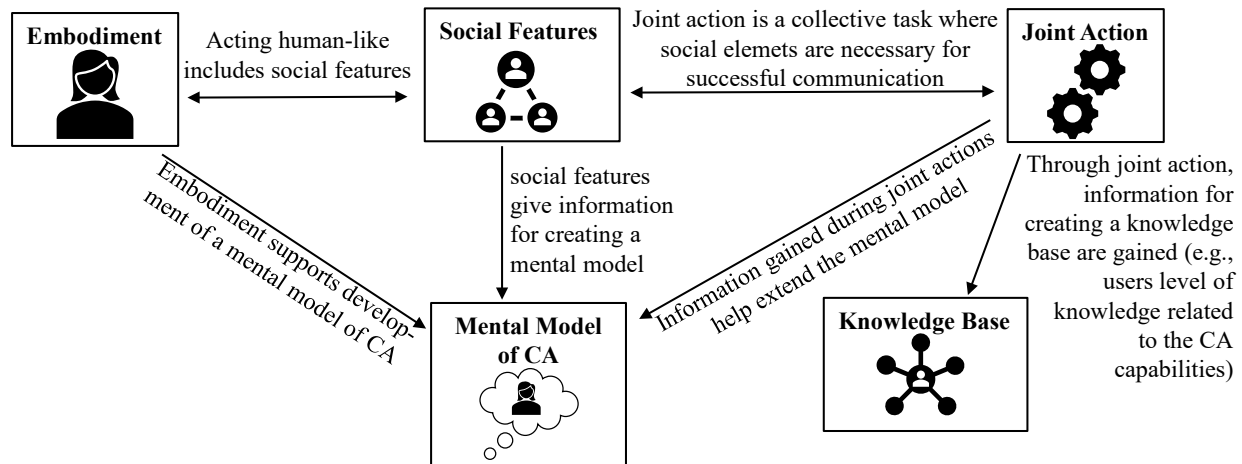 Embodiment
Acting human-like
includes social features
Social Features
Joint action is a collective task where
social elemets are necessary for
successful communication
Joint Action
Embodiment supports develop-
ment of a mental model of CA
social features
give information
for creating a
mental model
Information gained during joint actions
help extend the mental model
Through joint action,
information for
creating a knowledge
base are gained (e.g.,
users level of
knowledge related
to the CA
capabilities)
Mental Model
of CA
Knowledge Base